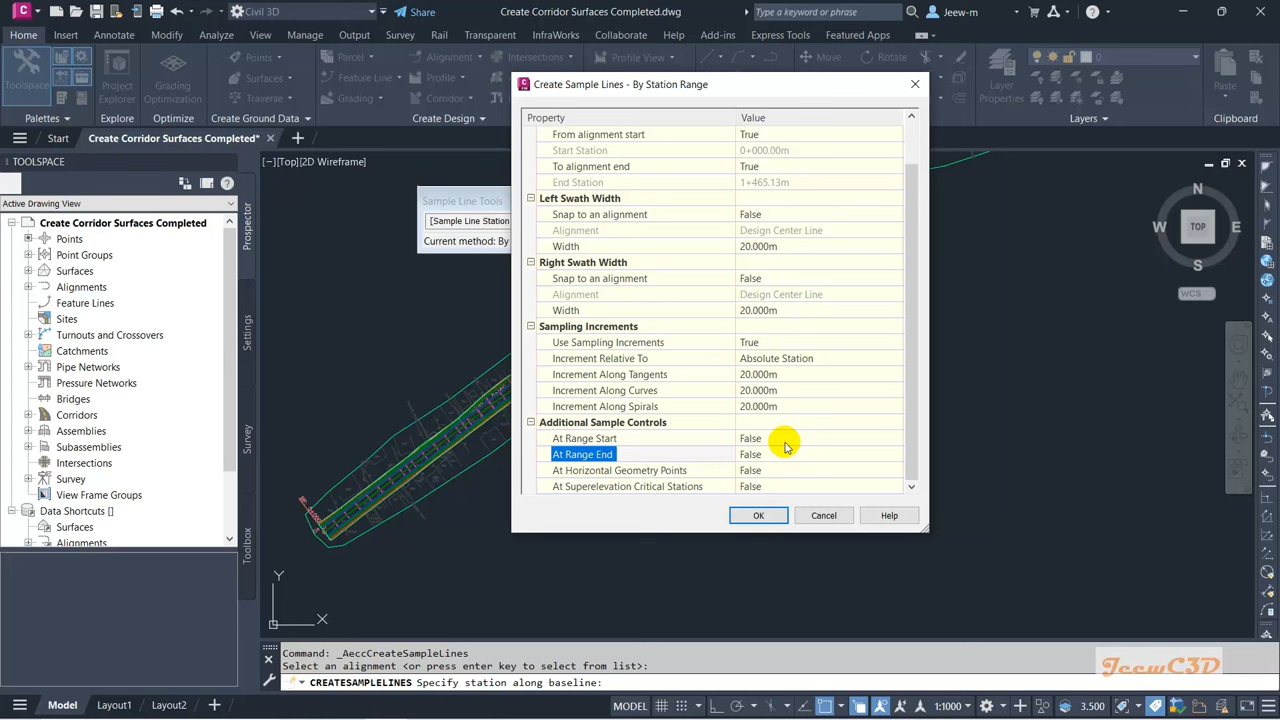 Civil 3D
Share
Create Corridor Surfaces Completed.dwg
Type a keyword or phrase
Jeew-m
Home Insert Annotate Modify Analyze View Manage Output Survey Rail Transparent InfraWorks Collaborate Help Add-ins Express Tools Featured Apps
Toolspace
Project Explorer
Grading Optimization
Points
Surfaces
Traverse
Parcel
Feature Line
Grading
Alignment
Profile
Corridor
Intersections
Profile View
Move
Rotate
Layer Properties
0
Paste
Palettes
Explore
Optimize
Create Ground Data
Create Design
Layers
Clipboard
Start
Create Corridor Surfaces Completed*
TOOLSPACE
Active Drawing View
Create Corridor Surfaces Completed
Points
Point Groups
Surfaces
Alignments
Feature Lines
Sites
Turnouts and Crossovers
Catchments
Pipe Networks
Pressure Networks
Bridges
Corridors
Assemblies
Subassemblies
Intersections
Survey
View Frame Groups
Data Shortcuts []
Surfaces
Alignments
Prospector
Settings
Survey
Toolbox
[−][Top][2D Wireframe]
Sample Line Tools
[Sample Line Station
Current method: By
Create Sample Lines - By Station Range
Property Value
From alignment start True
Start Station 0+000.00m
To alignment end True
End Station 1+465.13m
Left Swath Width
Snap to an alignment False
Alignment Design Center Line
Width 20.000m
Right Swath Width
Snap to an alignment False
Alignment Design Center Line
Width 20.000m
Sampling Increments
Use Sampling Increments True
Increment Relative To Absolute Station
Increment Along Tangents 20.000m
Increment Along Curves 20.000m
Increment Along Spirals 20.000m
Additional Sample Controls
At Range Start False
At Range End False
At Horizontal Geometry Points False
At Superelevation Critical Stations False
OK Cancel Help
N
W TOP E
S
WCS
Y
X
Command: _AeccCreateSampleLines
Select an alignment <or press enter key to select from list>:
CREATESAMPLELINES Specify station along baseline:
JeewC3D
Model Layout1 Layout2
MODEL
1:1000
3.500